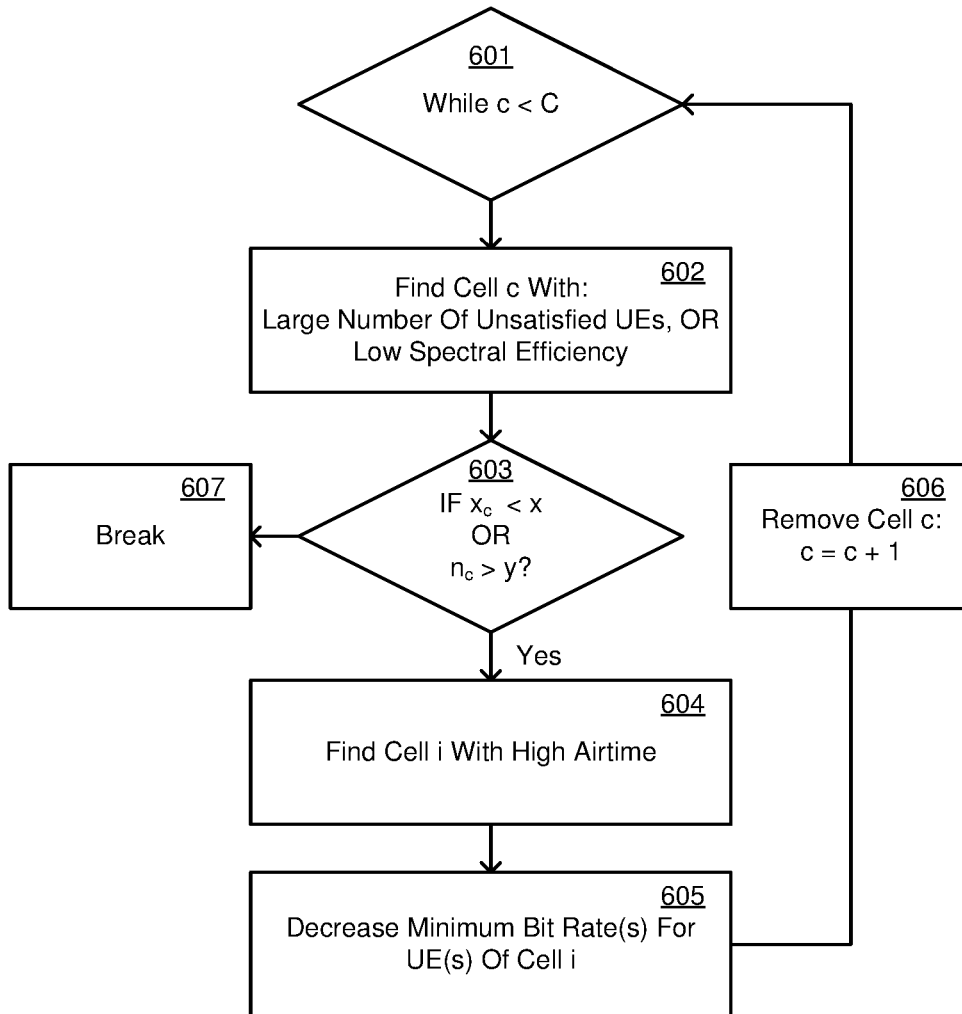 601
While c < C
602
Find Cell c With:
Large Number Of Unsatisfied UEs, OR
Low Spectral Efficiency
603
IF x_c < x
OR
n_c > y?
607
Break
606
Remove Cell c:
c = c + 1
Yes
604
Find Cell i With High Airtime
605
Decrease Minimum Bit Rate(s) For
UE(s) Of Cell i